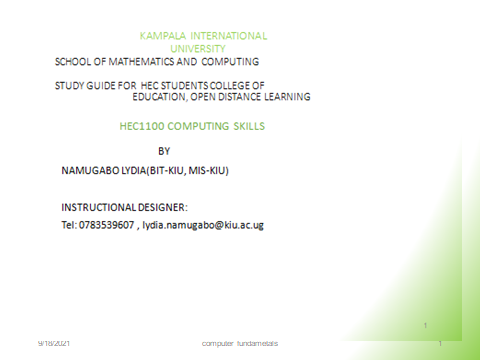 KAMPALA INTERNATIONAL
UNIVERSITY
SCHOOL OF MATHEMATICS AND COMPUTING
STUDY GUIDE FOR HEC STUDENTS COLLEGE OF
EDUCATION, OPEN DISTANCE LEARNING
HEC1100 COMPUTING SKILLS
BY
NAMUGABO LYDIA(BIT-KIU, MIS-KIU)
INSTRUCTIONAL DESIGNER:
Tel: 0783539607 , lydia.namugabo@kiu.ac.ug
1
9/18/2021 computer fundametals 1